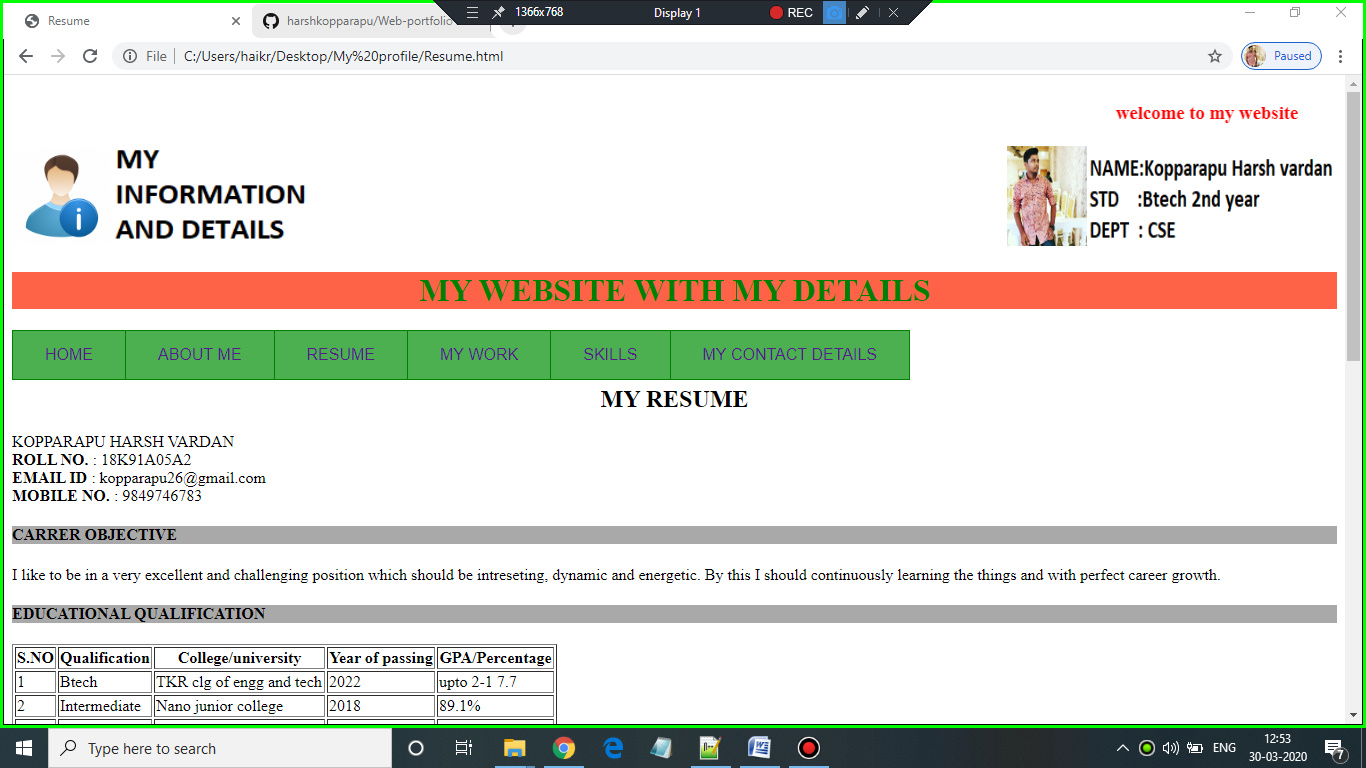 1366x768 Display 1 REC
Resume
harshkopparapu/Web-portfolio
File C:/Users/haikr/Desktop/My%20profile/Resume.html
Paused
welcome to my website
MY
INFORMATION
AND DETAILS
NAME:Kopparapu Harsh vardan
STD :Btech 2nd year
DEPT : CSE
MY WEBSITE WITH MY DETAILS
HOME ABOUT ME RESUME MY WORK SKILLS MY CONTACT DETAILS
MY RESUME
KOPPARAPU HARSH VARDAN
ROLL NO. : 18K91A05A2
EMAIL ID : kopparapu26@gmail.com
MOBILE NO. : 9849746783
CARRER OBJECTIVE
I like to be in a very excellent and challenging position which should be intreseting, dynamic and energetic. By this I should continuously learning the things and with perfect career growth.
EDUCATIONAL QUALIFICATION
S.NO Qualification College/university Year of passing GPA/Percentage
1 Btech TKR clg of engg and tech 2022 upto 2-1 7.7
2 Intermediate Nano junior college 2018 89.1%
Type here to search
ENG
12:53
30-03-2020
7